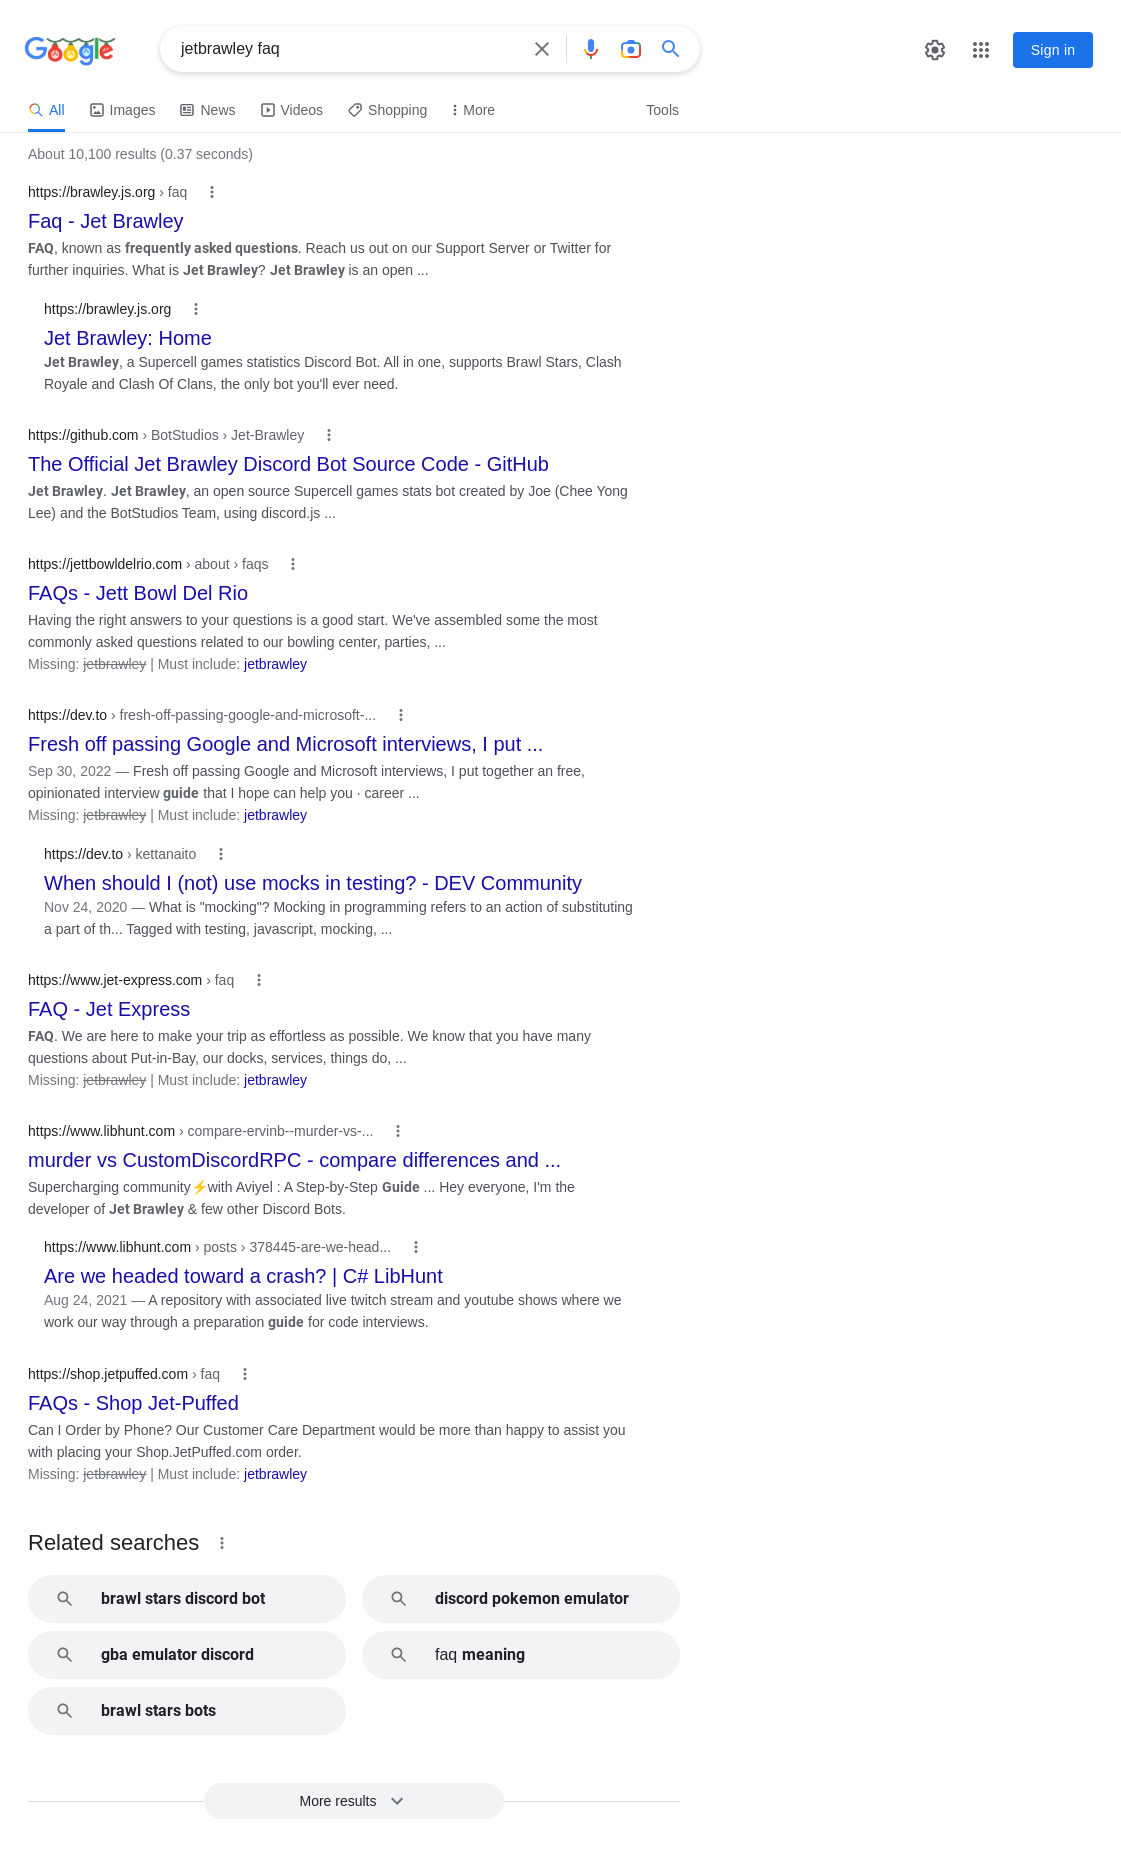 Google
jetbrawley faq
Sign in
All
Images
News
Videos
Shopping
More
Tools
About 10,100 results (0.37 seconds)
https://brawley.js.org › faq
Faq - Jet Brawley
FAQ, known as frequently asked questions. Reach us out on our Support Server or Twitter for
further inquiries. What is Jet Brawley? Jet Brawley is an open ...
https://brawley.js.org
Jet Brawley: Home
Jet Brawley, a Supercell games statistics Discord Bot. All in one, supports Brawl Stars, Clash
Royale and Clash Of Clans, the only bot you'll ever need.
https://github.com › BotStudios › Jet-Brawley
The Official Jet Brawley Discord Bot Source Code - GitHub
Jet Brawley. Jet Brawley, an open source Supercell games stats bot created by Joe (Chee Yong
Lee) and the BotStudios Team, using discord.js ...
https://jettbowldelrio.com › about › faqs
FAQs - Jett Bowl Del Rio
Having the right answers to your questions is a good start. We've assembled some the most
commonly asked questions related to our bowling center, parties, ...
Missing: jetbrawley | Must include: jetbrawley
https://dev.to › fresh-off-passing-google-and-microsoft-...
Fresh off passing Google and Microsoft interviews, I put ...
Sep 30, 2022 — Fresh off passing Google and Microsoft interviews, I put together an free,
opinionated interview guide that I hope can help you · career ...
Missing: jetbrawley | Must include: jetbrawley
https://dev.to › kettanaito
When should I (not) use mocks in testing? - DEV Community
Nov 24, 2020 — What is "mocking"? Mocking in programming refers to an action of substituting
a part of th... Tagged with testing, javascript, mocking, ...
https://www.jet-express.com › faq
FAQ - Jet Express
FAQ. We are here to make your trip as effortless as possible. We know that you have many
questions about Put-in-Bay, our docks, services, things do, ...
Missing: jetbrawley | Must include: jetbrawley
https://www.libhunt.com › compare-ervinb--murder-vs-...
murder vs CustomDiscordRPC - compare differences and ...
Supercharging community⚡with Aviyel : A Step-by-Step Guide ... Hey everyone, I'm the
developer of Jet Brawley & few other Discord Bots.
https://www.libhunt.com › posts › 378445-are-we-head...
Are we headed toward a crash? | C# LibHunt
Aug 24, 2021 — A repository with associated live twitch stream and youtube shows where we
work our way through a preparation guide for code interviews.
https://shop.jetpuffed.com › faq
FAQs - Shop Jet-Puffed
Can I Order by Phone? Our Customer Care Department would be more than happy to assist you
with placing your Shop.JetPuffed.com order.
Missing: jetbrawley | Must include: jetbrawley
Related searches
brawl stars discord bot
discord pokemon emulator
gba emulator discord
faq meaning
brawl stars bots
More results